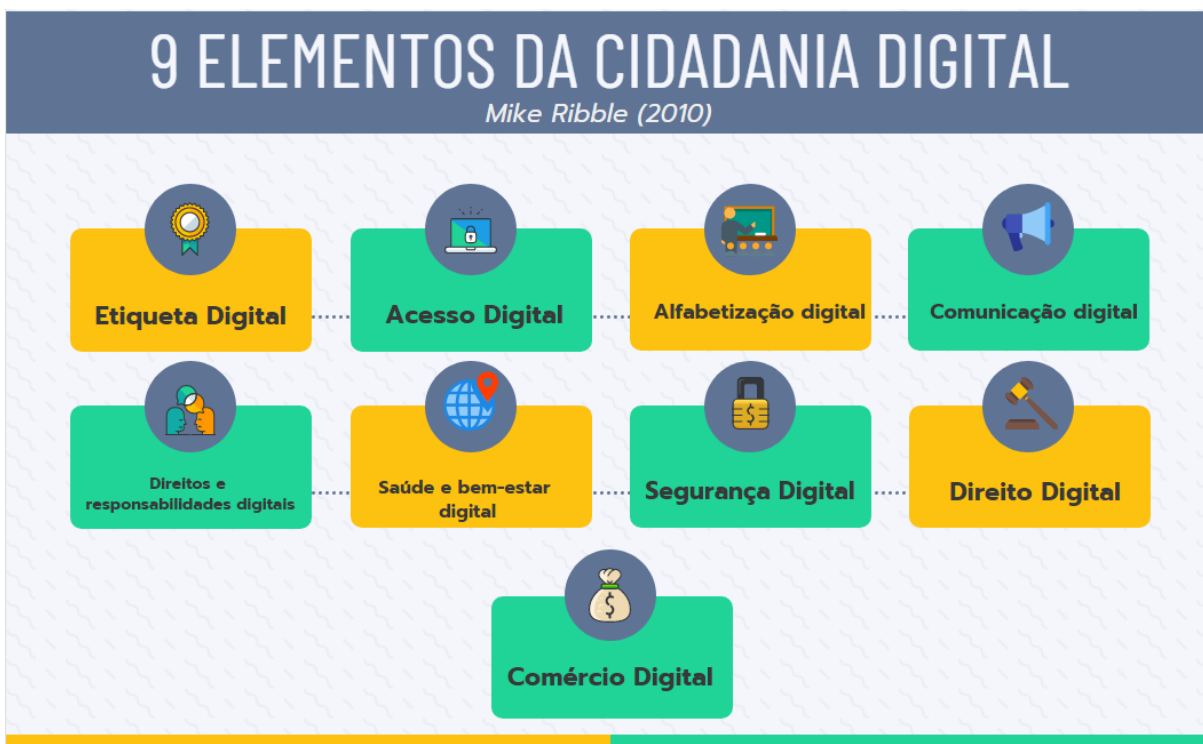 9 ELEMENTOS DA CIDADANIA DIGITAL
Mike Ribble (2010)
Etiqueta Digital
Acesso Digital
Alfabetização digital
Comunicação digital
Direitos e
responsabilidades digitais
Saúde e bem-estar
digital
Segurança Digital
Direito Digital
Comércio Digital